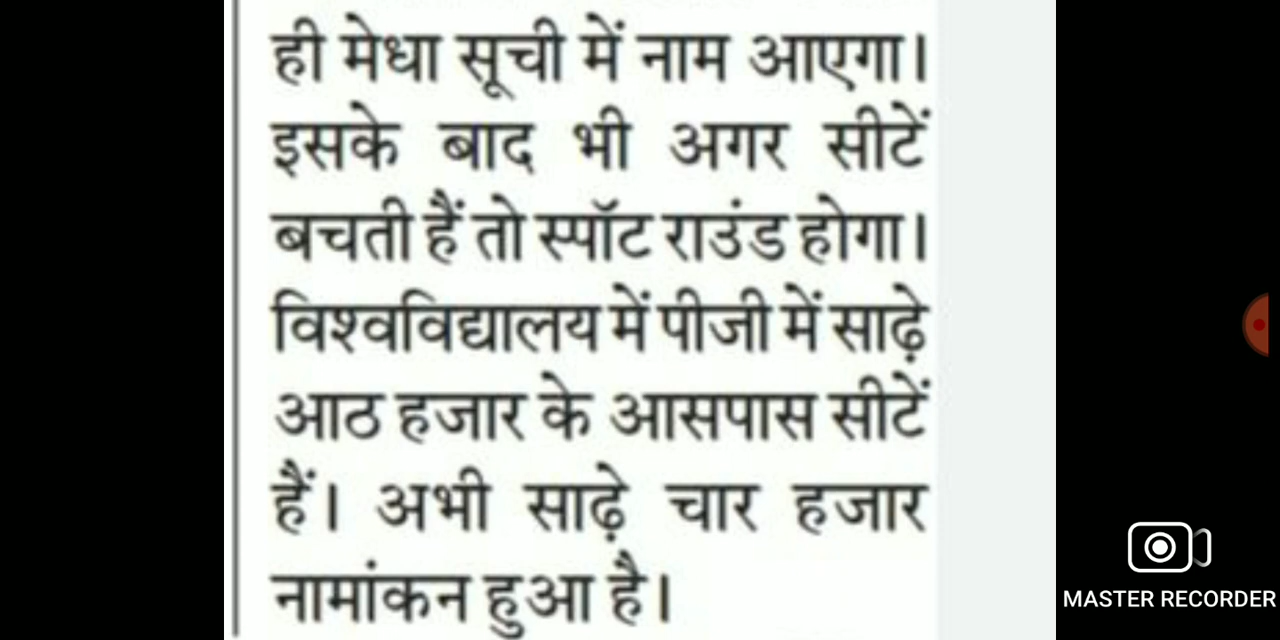 ही मेधा सूची में नाम आएगा।
इसके बाद भी अगर सीटें
बचती हैं तो स्पॉट राउंड होगा।
विश्वविद्यालय में पीजी में साढ़े
आठ हजार के आसपास सीटें
हैं। अभी साढ़े चार हजार
नामांकन हुआ है।
MASTER RECORDER